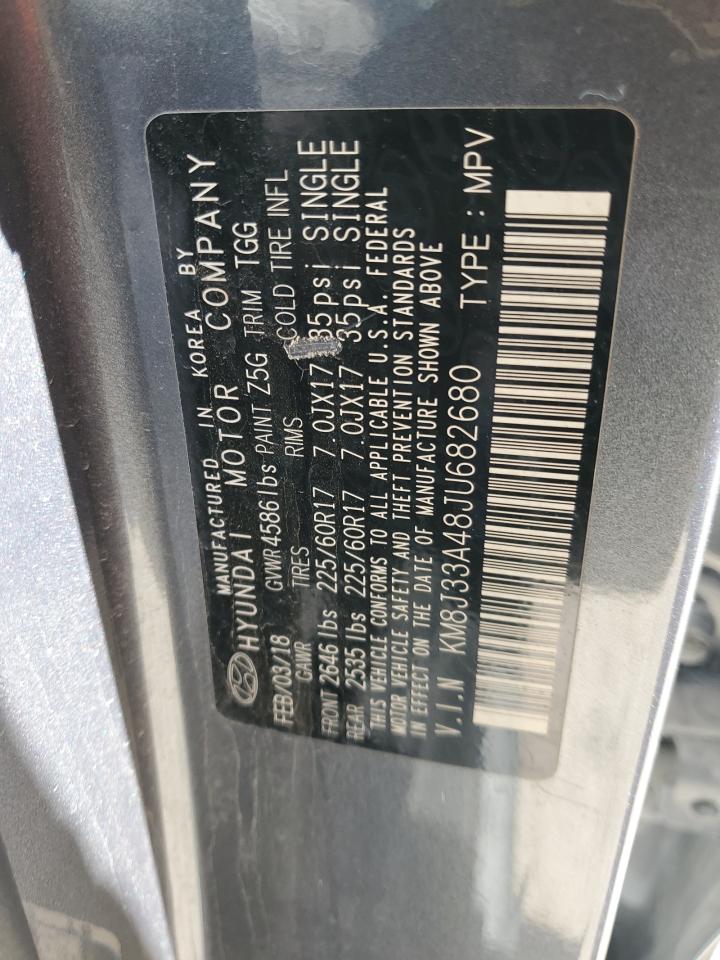 MANUFACTURED IN KOREA BY
HYUNDAI MOTOR COMPANY
FEB/03/18 GVWR 4586lbs PAINT Z5G TRIM TGG
GAWR TIRES RIMS COLD TIRE INFL
FRONT 2646lbs 225/60R17 7.0JX17 35psi SINGLE
REAR 2535lbs 225/60R17 7.0JX17 35psi SINGLE
THIS VEHICLE CONFORMS TO ALL APPLICABLE U.S.A. FEDERAL
MOTOR VEHICLE SAFETY AND THEFT PREVENTION STANDARDS
IN EFFECT ON THE DATE OF MANUFACTURE SHOWN ABOVE
V.I.N KM8J33A48JU682680 TYPE : MPV